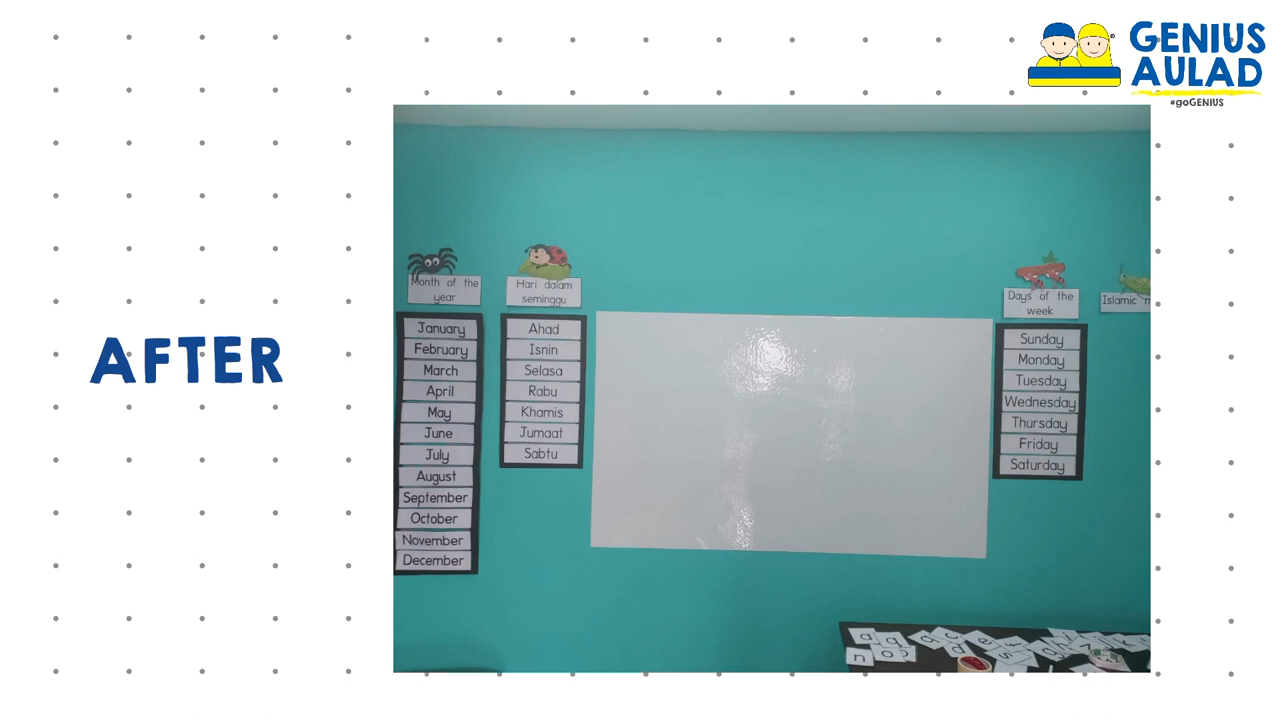 GENIUS
AULAD
#goGENIUS
AFTER
Month of the
year
January
February
March
April
May
June
July
August
September
October
November
December
Hari dalam
seminggu
Ahad
Isnin
Selasa
Rabu
Khamis
Jumaat
Sabtu
Days of the
week
Sunday
Monday
Tuesday
Wednesday
Thursday
Friday
Saturday
Islamic